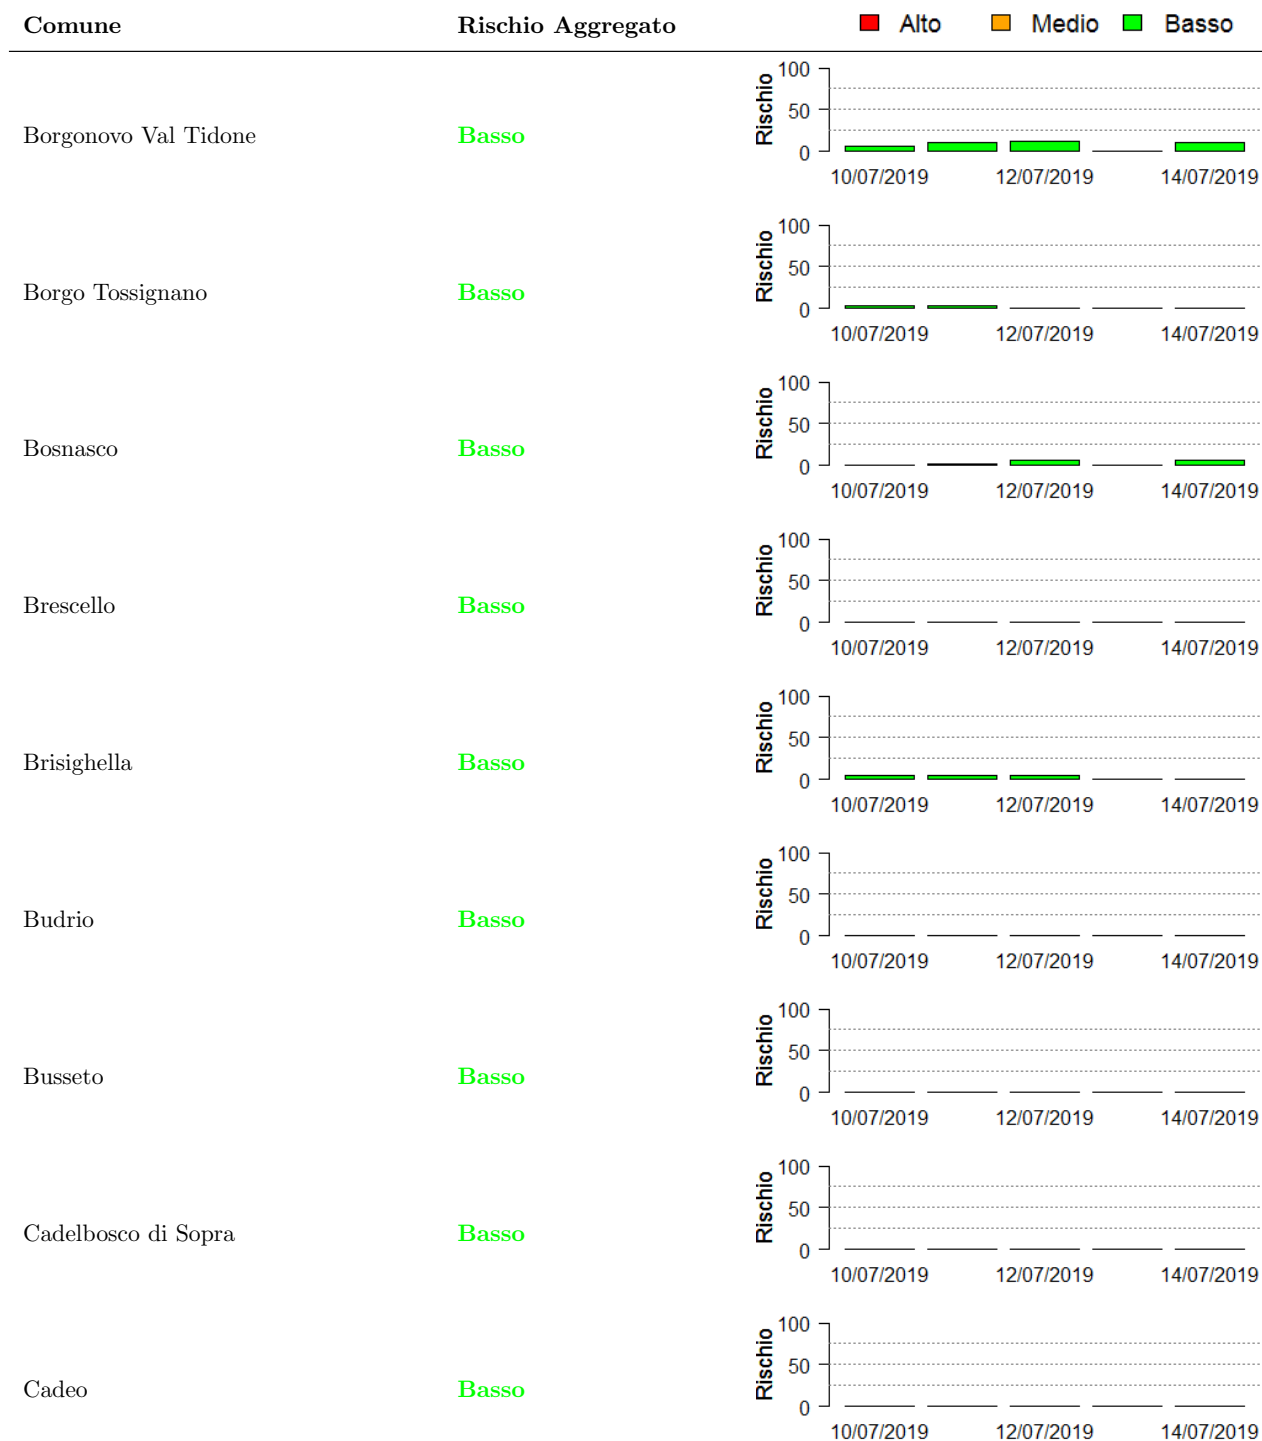 Comune Rischio Aggregato Alto Medio Basso
Borgonovo Val Tidone Basso
Rischio
100
50
0
10/07/2019 12/07/2019 14/07/2019
Borgo Tossignano Basso
Rischio
100
50
0
10/07/2019 12/07/2019 14/07/2019
Bosnasco Basso
Rischio
100
50
0
10/07/2019 12/07/2019 14/07/2019
Brescello Basso
Rischio
100
50
0
10/07/2019 12/07/2019 14/07/2019
Brisighella Basso
Rischio
100
50
0
10/07/2019 12/07/2019 14/07/2019
Budrio Basso
Rischio
100
50
0
10/07/2019 12/07/2019 14/07/2019
Busseto Basso
Rischio
100
50
0
10/07/2019 12/07/2019 14/07/2019
Cadelbosco di Sopra Basso
Rischio
100
50
0
10/07/2019 12/07/2019 14/07/2019
Cadeo Basso
Rischio
100
50
0
10/07/2019 12/07/2019 14/07/2019